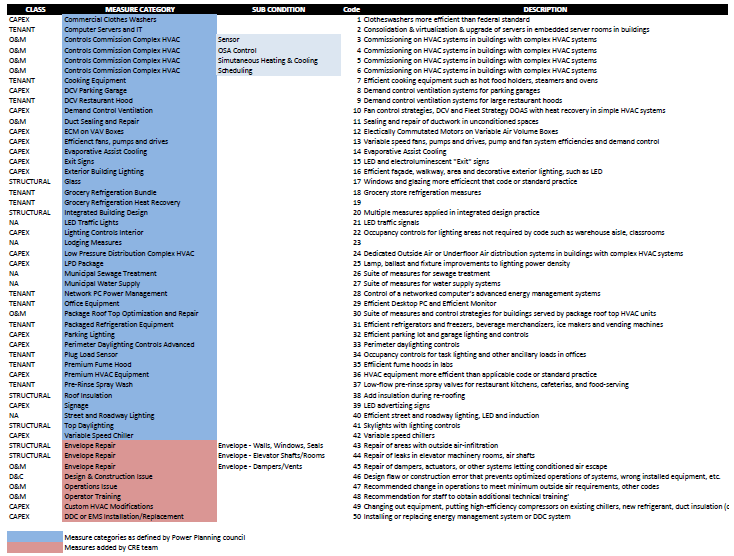 CLASS MEASURE CATEGORY SUB CONDITION Code DESCRIPTION
CAPEX Commercial Clothes Washers 1 Clotheswashers more efficient than federal standard
TENANT Computer Servers and IT 2 Consolidation & virtualization & upgrade of servers in embedded server rooms in buildings
O&M Controls Commission Complex HVAC Sensor 3 Commissioning on HVAC systems in buildings with complex HVAC systems
O&M Controls Commission Complex HVAC OSA Control 4 Commissioning on HVAC systems in buildings with complex HVAC systems
O&M Controls Commission Complex HVAC Simutaneous Heating & Cooling 5 Commissioning on HVAC systems in buildings with complex HVAC systems
O&M Controls Commission Complex HVAC Scheduling 6 Commissioning on HVAC systems in buildings with complex HVAC systems
TENANT Cooking Equipment 7 Efficient cooking equipment such as hot food holders, steamers and ovens
CAPEX DCV Parking Garage 8 Demand control ventilation systems for parking garages
TENANT DCV Restaurant Hood 9 Demand control ventilation systems for large restaurant hoods
CAPEX Demand Control Ventilation 10 Fan control strategies, DCV and Fleet Strategy DOAS with heat recovery in simple HVAC systems
O&M Duct Sealing and Repair 11 Sealing and repair of ductwork in unconditioned spaces
CAPEX ECM on VAV Boxes 12 Electically Commutated Motors on Variable Air Volume Boxes
CAPEX Efficienct fans, pumps and drives 13 Variable speed fans, pumps and drives, pump and fan system efficiencies and demand control
CAPEX Evaporative Assist Cooling 14 Evaporative Assist Cooling
CAPEX Exit Signs 15 LED and electroluminescent "Exit" signs
CAPEX Exterior Building Lighting 16 Efficient façade, walkway, area and decorative exterior lighting, such as LED
STRUCTURAL Glass 17 Windows and glazing more efficiecnt that code or standard practice
TENANT Grocery Refrigeration Bundle 18 Grocery store refrigeration measures
TENANT Grocery Refrigeration Heat Recovery 19
STRUCTURAL Integrated Building Design 20 Multiple measures applied in integrated design practice
NA LED Traffic Lights 21 LED traffic signals
CAPEX Lighting Controls Interior 22 Occupancy controls for lighting areas not required by code such as warehouse aisle, classrooms
NA Lodging Measures 23
CAPEX Low Pressure Distribution Complex HVAC 24 Dedicated Outside Air or Underfloor Air distribution systems in buildings with complex HVAC systems
CAPEX LPD Package 25 Lamp, ballast and fixture improvements to lighting power density
NA Municipal Sewage Treatment 26 Suite of measures for sewage treatment
NA Municipal Water Supply 27 Suite of measures for water supply systems
TENANT Network PC Power Management 28 Control of a networked computer's advanced energy management systems
TENANT Office Equipment 29 Efficient Desktop PC and Efficient Monitor
O&M Package Roof Top Optimization and Repair 30 Suite of measures and control strategies for buildings served by package roof top HVAC units
TENANT Packaged Refrigeration Equipment 31 Efficient refrigerators and freezers, beverage merchandizers, ice makers and vending machines
CAPEX Parking Lighting 32 Efficient parking lot and garage lighting and controls
CAPEX Perimeter Daylighting Controls Advanced 33 Perimeter daylighting controls
TENANT Plug Load Sensor 34 Occupancy controls for task lighting and other ancillary loads in offices
TENANT Premium Fume Hood 35 Efficient fume hoods in labs
CAPEX Premium HVAC Equipment 36 HVAC equipment more efficient than applicable code or standard practice
TENANT Pre-Rinse Spray Wash 37 Low-flow pre-rinse spray valves for restaurant kitchens, cafeterias, and food-serving
STRUCTURAL Roof Insulation 38 Add insulation during re-roofing
CAPEX Signage 39 LED advertizing signs
NA Street and Roadway Lighting 40 Efficient street and roadway lighting, LED and induction
STRUCTURAL Top Daylighting 41 Skylights with lighting controls
CAPEX Variable Speed Chiller 42 Variable speed chillers
STRUCTURAL Envelope Repair Envelope - Walls, Windows, Seals 43 Repair of areas with outside air-infiltration
STRUCTURAL Envelope Repair Envelope - Elevator Shafts/Rooms 44 Repair of leaks in elevator machinery rooms, air shafts
O&M Envelope Repair Envelope - Dampers/Vents 45 Repair of dampers, actuators, or other systems letting conditioned air escape
D&C Design & Construction Issue 46 Design flaw or construction error that prevents optimized operations of systems, wrong installed equipment, etc.
O&M Operations Issue 47 Recommended change in operations to meet minimum outside air requirements, other codes
O&M Operator Training 48 Recommendation for staff to obtain additional technical training'
CAPEX Custom HVAC Modifications 49 Changing out equipment, putting high-efficiency compressors on existing chillers, new refrigerant, duct insulation (c
CAPEX DDC or EMS Installation/Replacement 50 Installing or replacing energy management system or DDC system
Measure categories as defined by Power Planning council
Measures added by CRE team